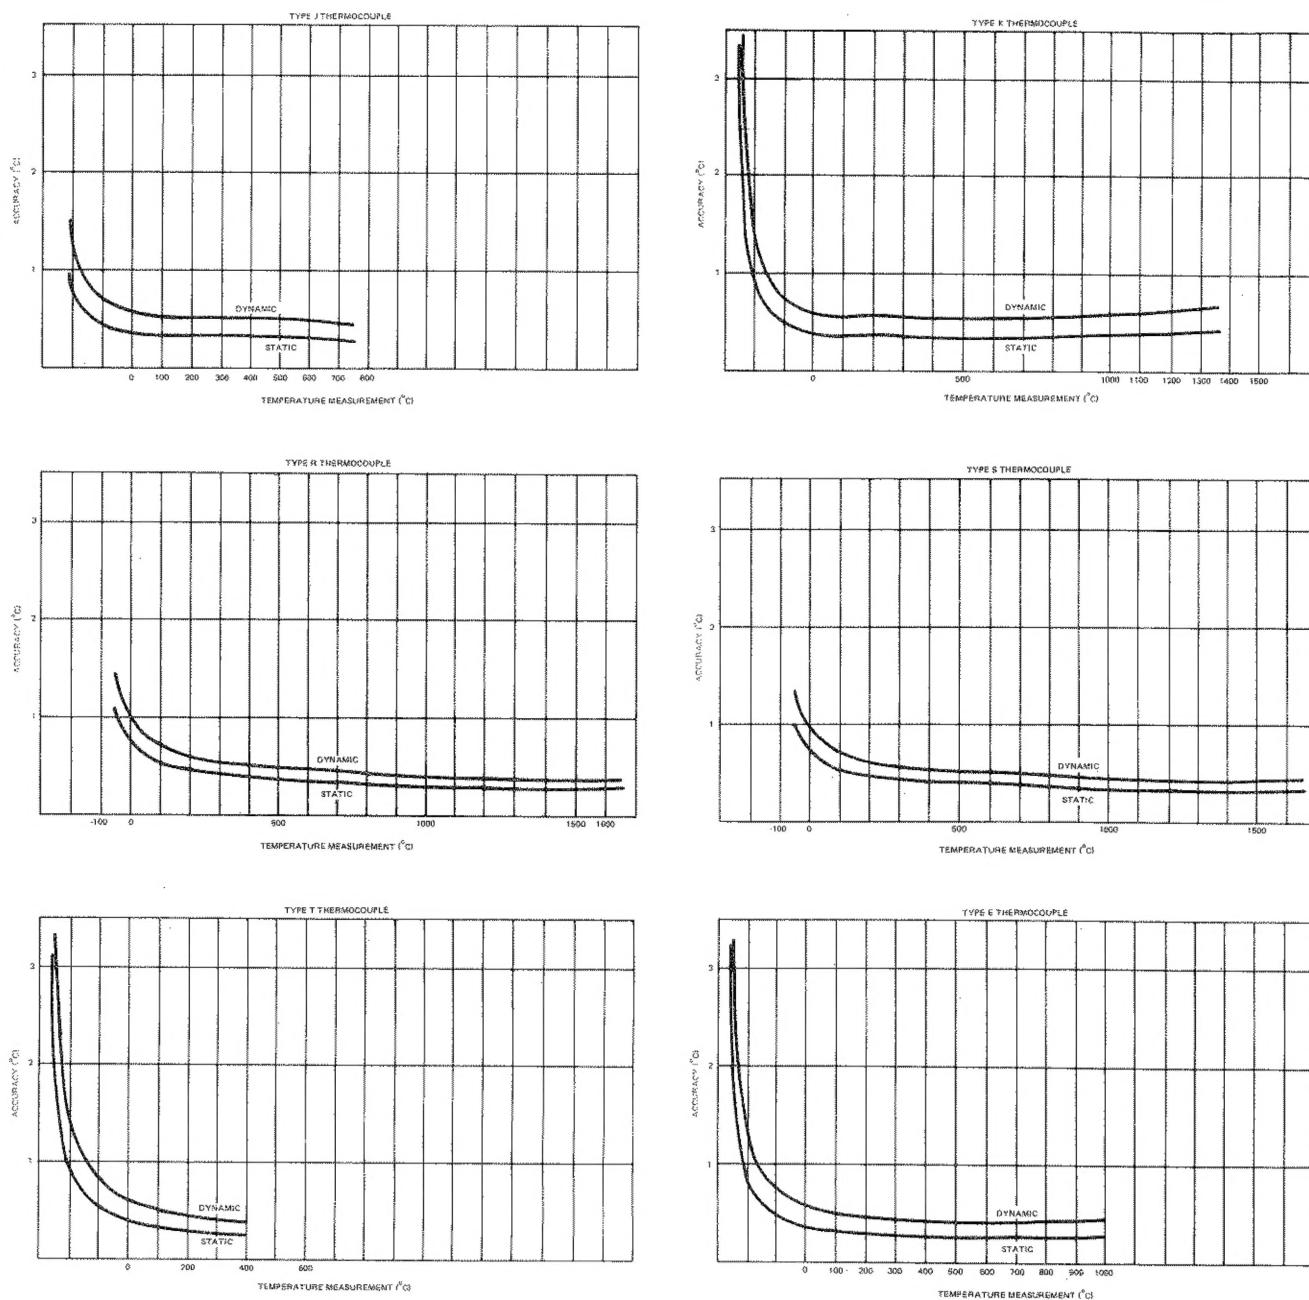 TYPE J THERMOCOUPLE
3
2
1
ACCURACY (°C)
DYNAMIC
STATIC
0 100 200 300 400 500 600 700 800
TEMPERATURE MEASUREMENT (°C)
TYPE K THERMOCOUPLE
3
2
1
ACCURACY (°C)
DYNAMIC
STATIC
0 500 1000 1100 1200 1300 1400 1500
TEMPERATURE MEASUREMENT (°C)
TYPE R THERMOCOUPLE
3
2
1
ACCURACY (°C)
DYNAMIC
STATIC
-100 0 500 1000 1500 1600
TEMPERATURE MEASUREMENT (°C)
TYPE S THERMOCOUPLE
3
2
1
ACCURACY (°C)
DYNAMIC
STATIC
-100 0 500 1000 1500
TEMPERATURE MEASUREMENT (°C)
TYPE T THERMOCOUPLE
3
2
1
ACCURACY (°C)
DYNAMIC
STATIC
0 200 400 600
TEMPERATURE MEASUREMENT (°C)
TYPE E THERMOCOUPLE
3
2
1
ACCURACY (°C)
DYNAMIC
STATIC
0 100 200 300 400 500 600 700 800 900 1000
TEMPERATURE MEASUREMENT (°C)